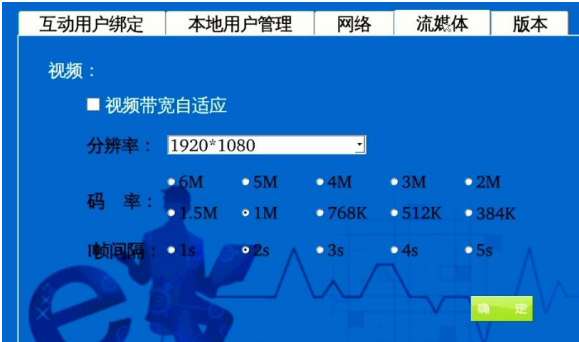 互动用户绑定 本地用户管理 网络 流媒体 版本
视频：
视频带宽自适应
分辨率： 1920*1080
6M 5M 4M 3M 2M
码 率：
1.5M 1M 768K 512K 384K
I帧间隔： 1s 2s 3s 4s 5s
确 定